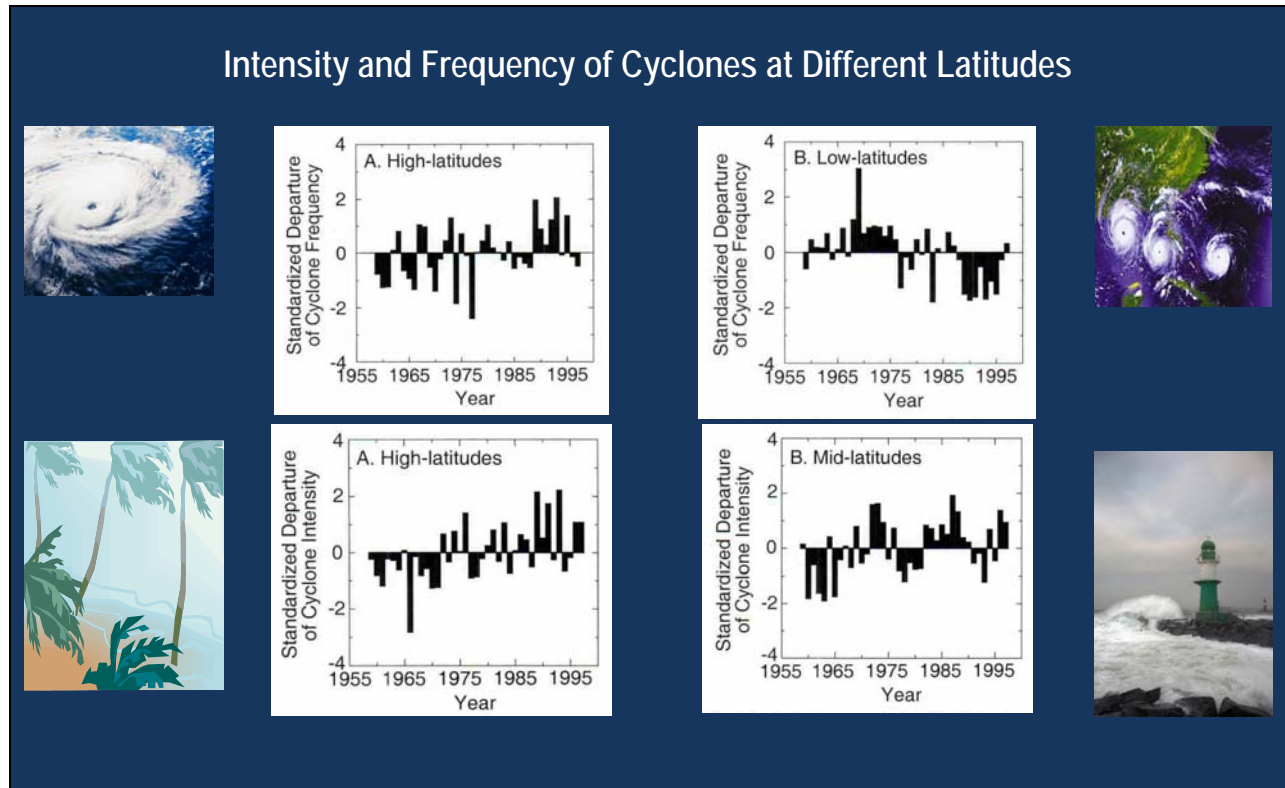 Intensity and Frequency of Cyclones at Different Latitudes
A. High-latitudes
Standardized Departure
of Cyclone Frequency
4
2
0
-2
-4
1955 1965 1975 1985 1995
Year
B. Low-latitudes
Standardized Departure
of Cyclone Frequency
4
2
0
-2
-4
1955 1965 1975 1985 1995
Year
A. High-latitudes
Standardized Departure
of Cyclone Intensity
4
2
0
-2
-4
1955 1965 1975 1985 1995
Year
B. Mid-latitudes
Standardized Departure
of Cyclone Intensity
4
2
0
-2
-4
1955 1965 1975 1985 1995
Year